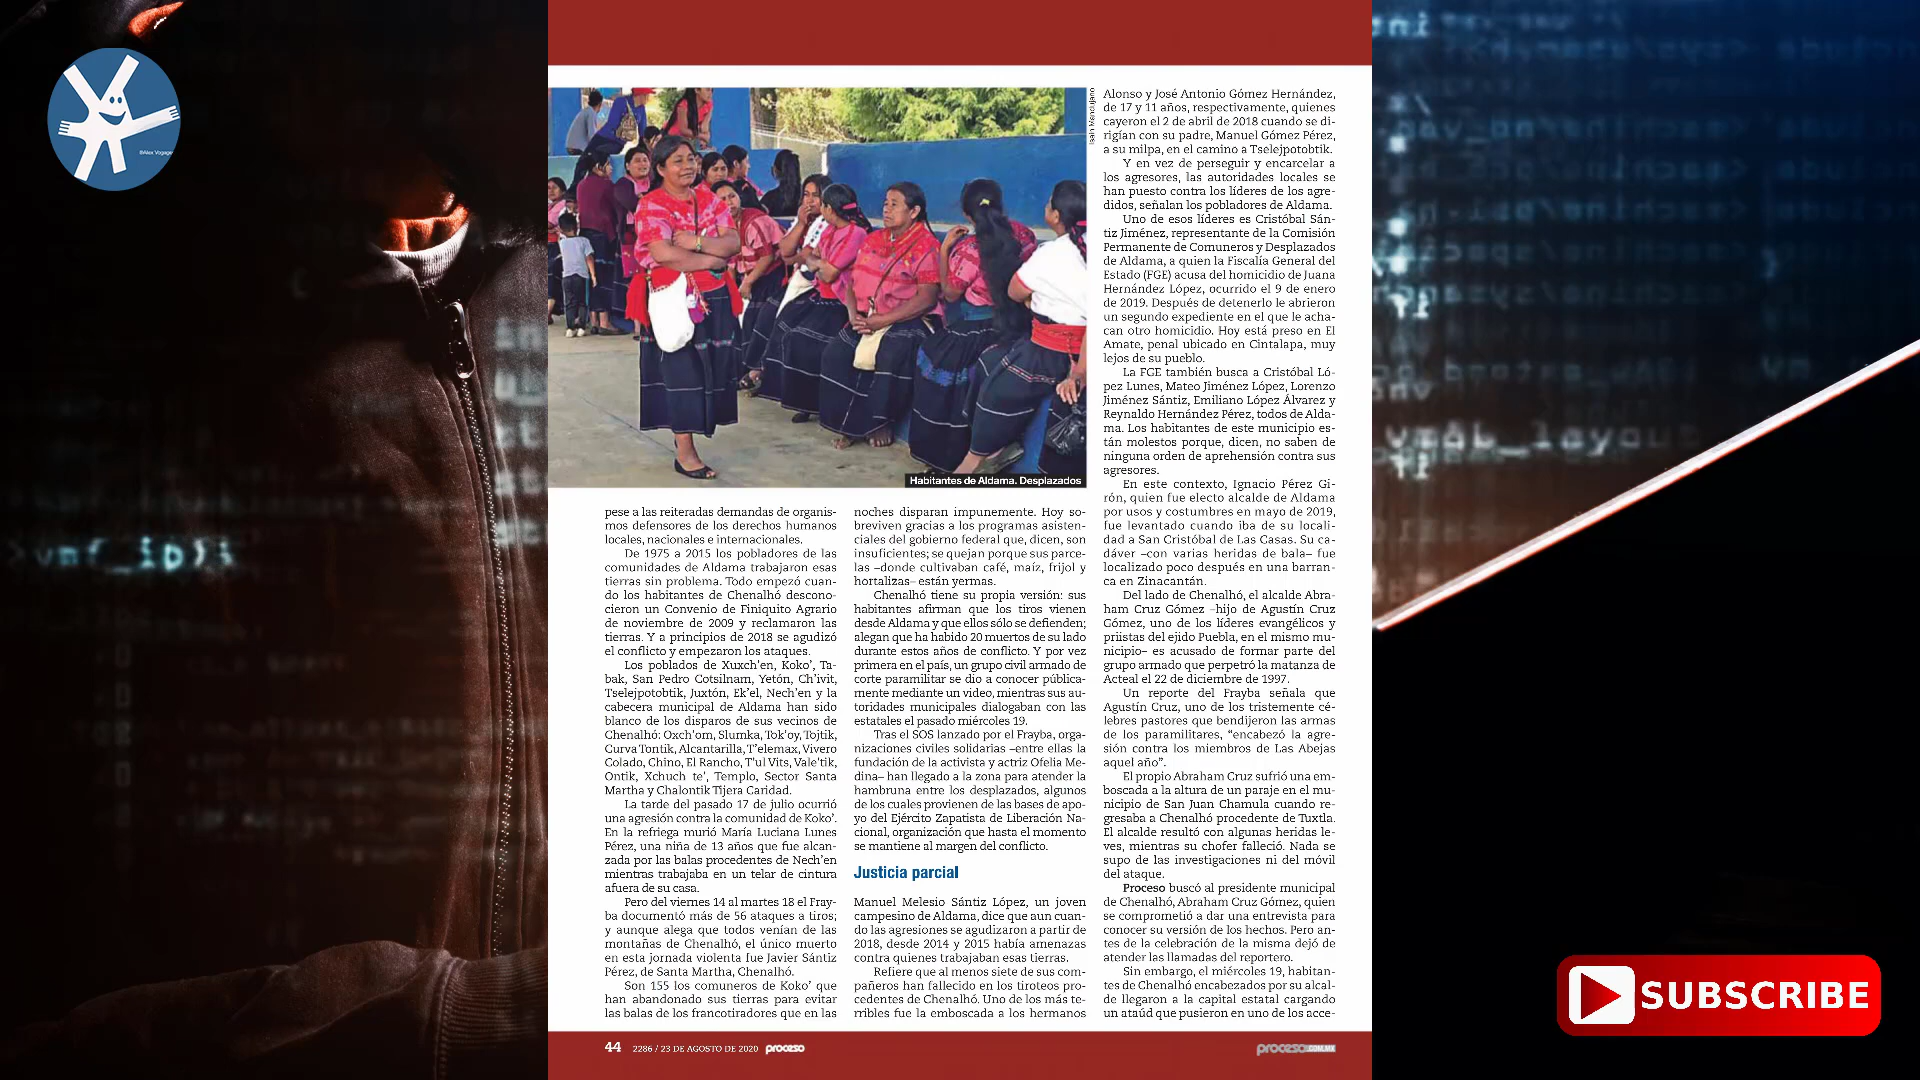 Habitantes de Aldama. Desplazados
pese a las reiteradas demandas de organis-
mos defensores de los derechos humanos
locales, nacionales e internacionales.
De 1975 a 2015 los pobladores de las
comunidades de Aldama trabajaron esas
tierras sin problema. Todo empezó cuan-
do los habitantes de Chenalhó descono-
cieron un Convenio de Finiquito Agrario
de noviembre de 2009 y reclamaron las
tierras. Y a principios de 2018 se agudizó
el conflicto y empezaron los ataques.
Los poblados de Xuxch'en, Koko', Ta-
bak, San Pedro Cotsilnam, Yetón, Ch'ivit,
Tselejpotobtik, Juxtón, Ek'el, Nech'en y la
cabecera municipal de Aldama han sido
blanco de los disparos de sus vecinos de
Chenalhó: Oxch'om, Slumka, Tok'oy, Tojtik,
Curva Tontik, Alcantarilla, T'elemax, Vivero
Colado, Chino, El Rancho, T'ul Vits, Vale'tik,
Ontik, Xchuch te', Templo, Sector Santa
Martha y Chalontik Tijera Caridad.
La tarde del pasado 17 de julio ocurrió
una agresión contra la comunidad de Koko'.
En la refriega murió María Luciana Lunes
Pérez, una niña de 13 años que fue alcan-
zada por las balas procedentes de Nech'en
mientras trabajaba en un telar de cintura
afuera de su casa.
Pero del viernes 14 al martes 18 el Fray-
ba documentó más de 56 ataques a tiros;
y aunque alega que todos venían de las
montañas de Chenalhó, el único muerto
en esta jornada violenta fue Javier Sántiz
Pérez, de Santa Martha, Chenalhó.
Son 155 los comuneros de Koko' que
han abandonado sus tierras para evitar
las balas de los francotiradores que en las
noches disparan impunemente. Hoy so-
breviven gracias a los programas asisten-
ciales del gobierno federal que, dicen, son
insuficientes; se quejan porque sus parce-
las –donde cultivaban café, maíz, frijol y
hortalizas– están yermas.
Chenalhó tiene su propia versión: sus
habitantes afirman que los tiros vienen
desde Aldama y que ellos sólo se defienden;
alegan que ha habido 20 muertos de su lado
durante estos años de conflicto. Y por vez
primera en el país, un grupo civil armado de
corte paramilitar se dio a conocer pública-
mente mediante un video, mientras sus au-
toridades municipales dialogaban con las
estatales el pasado miércoles 19.
Tras el SOS lanzado por el Frayba, orga-
nizaciones civiles solidarias –entre ellas la
fundación de la activista y actriz Ofelia Me-
dina– han llegado a la zona para atender la
hambruna entre los desplazados, algunos
de los cuales provienen de las bases de apo-
yo del Ejército Zapatista de Liberación Na-
cional, organización que hasta el momento
se mantiene al margen del conflicto.
Justicia parcial
Manuel Melesio Sántiz López, un joven
campesino de Aldama, dice que aun cuan-
do las agresiones se agudizaron a partir de
2018, desde 2014 y 2015 había amenazas
contra quienes trabajaban esas tierras.
Refiere que al menos siete de sus com-
pañeros han fallecido en los tiroteos pro-
cedentes de Chenalhó. Uno de los más te-
rribles fue la emboscada a los hermanos
Alonso y José Antonio Gómez Hernández,
de 17 y 11 años, respectivamente, quienes
cayeron el 2 de abril de 2018 cuando se di-
rigían con su padre, Manuel Gómez Pérez,
a su milpa, en el camino a Tselejpotobtik.
Y en vez de perseguir y encarcelar a
los agresores, las autoridades locales se
han puesto contra los líderes de los agre-
didos, señalan los pobladores de Aldama.
Uno de esos líderes es Cristóbal Sán-
tiz Jiménez, representante de la Comisión
Permanente de Comuneros y Desplazados
de Aldama, a quien la Fiscalía General del
Estado (FGE) acusa del homicidio de Juana
Hernández López, ocurrido el 9 de enero
de 2019. Después de detenerlo le abrieron
un segundo expediente en el que le acha-
can otro homicidio. Hoy está preso en El
Amate, penal ubicado en Cintalapa, muy
lejos de su pueblo.
La FGE también busca a Cristóbal Ló-
pez Lunes, Mateo Jiménez López, Lorenzo
Jiménez Sántiz, Emiliano López Álvarez y
Reynaldo Hernández Pérez, todos de Alda-
ma. Los habitantes de este municipio es-
tán molestos porque, dicen, no saben de
ninguna orden de aprehensión contra sus
agresores.
En este contexto, Ignacio Pérez Gi-
rón, quien fue electo alcalde de Aldama
por usos y costumbres en mayo de 2019,
fue levantado cuando iba de su locali-
dad a San Cristóbal de Las Casas. Su ca-
dáver –con varias heridas de bala– fue
localizado poco después en una barran-
ca en Zinacantán.
Del lado de Chenalhó, el alcalde Abra-
ham Cruz Gómez –hijo de Agustín Cruz
Gómez, uno de los líderes evangélicos y
priistas del ejido Puebla, en el mismo mu-
nicipio– es acusado de formar parte del
grupo armado que perpetró la matanza de
Acteal el 22 de diciembre de 1997.
Un reporte del Frayba señala que
Agustín Cruz, uno de los tristemente cé-
lebres pastores que bendijeron las armas
de los paramilitares, "encabezó la agre-
sión contra los miembros de Las Abejas
aquel año".
El propio Abraham Cruz sufrió una em-
boscada a la altura de un paraje en el mu-
nicipio de San Juan Chamula cuando re-
gresaba a Chenalhó procedente de Tuxtla.
El alcalde resultó con algunas heridas le-
ves, mientras su chofer falleció. Nada se
supo de las investigaciones ni del móvil
del ataque.
Proceso buscó al presidente municipal
de Chenalhó, Abraham Cruz Gómez, quien
se comprometió a dar una entrevista para
conocer su versión de los hechos. Pero an-
tes de la celebración de la misma dejó de
atender las llamadas del reportero.
Sin embargo, el miércoles 19, habitan-
tes de Chenalhó encabezados por su alcal-
de llegaron a la capital estatal cargando
un ataúd que pusieron en uno de los acce-
44 2286 / 23 DE AGOSTO DE 2020 proceso
proceso.COM.MX
SUBSCRIBE